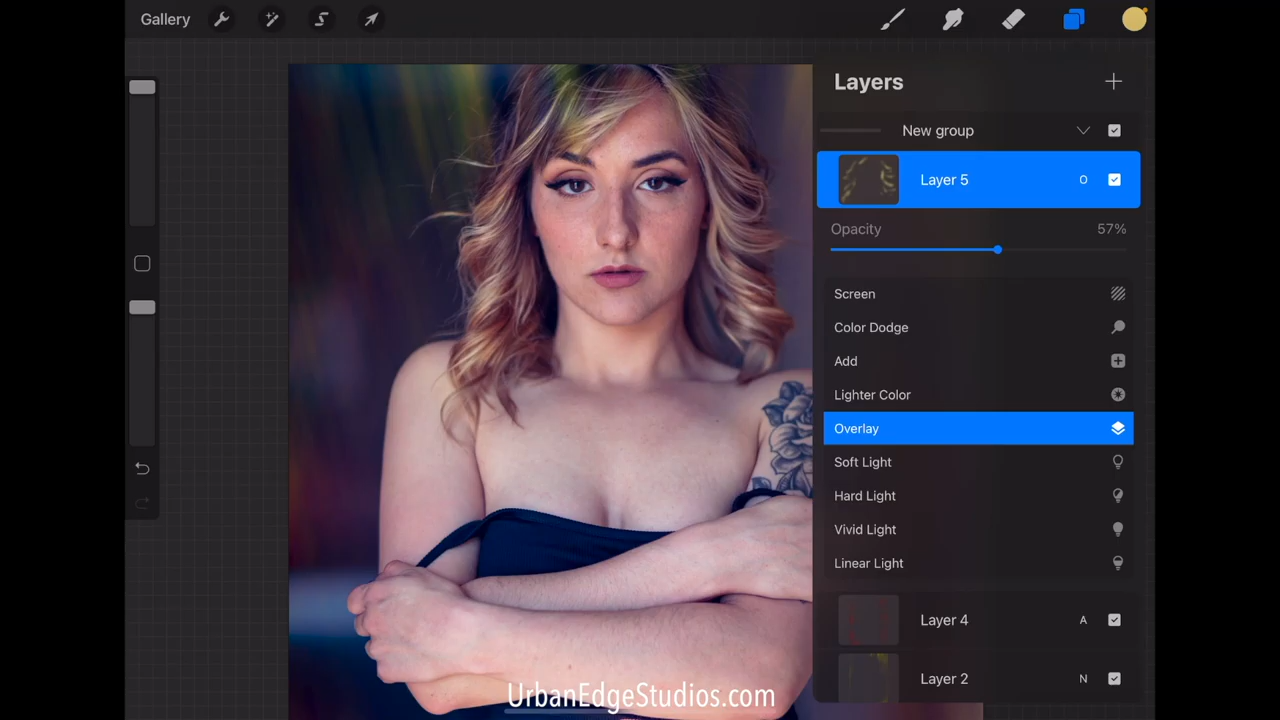 Gallery
Layers
New group
Layer 5 O
Opacity 57%
Screen
Color Dodge
Add
Lighter Color
Overlay
Soft Light
Hard Light
Vivid Light
Linear Light
Layer 4 A
Layer 2 N
UrbanEdgeStudios.com